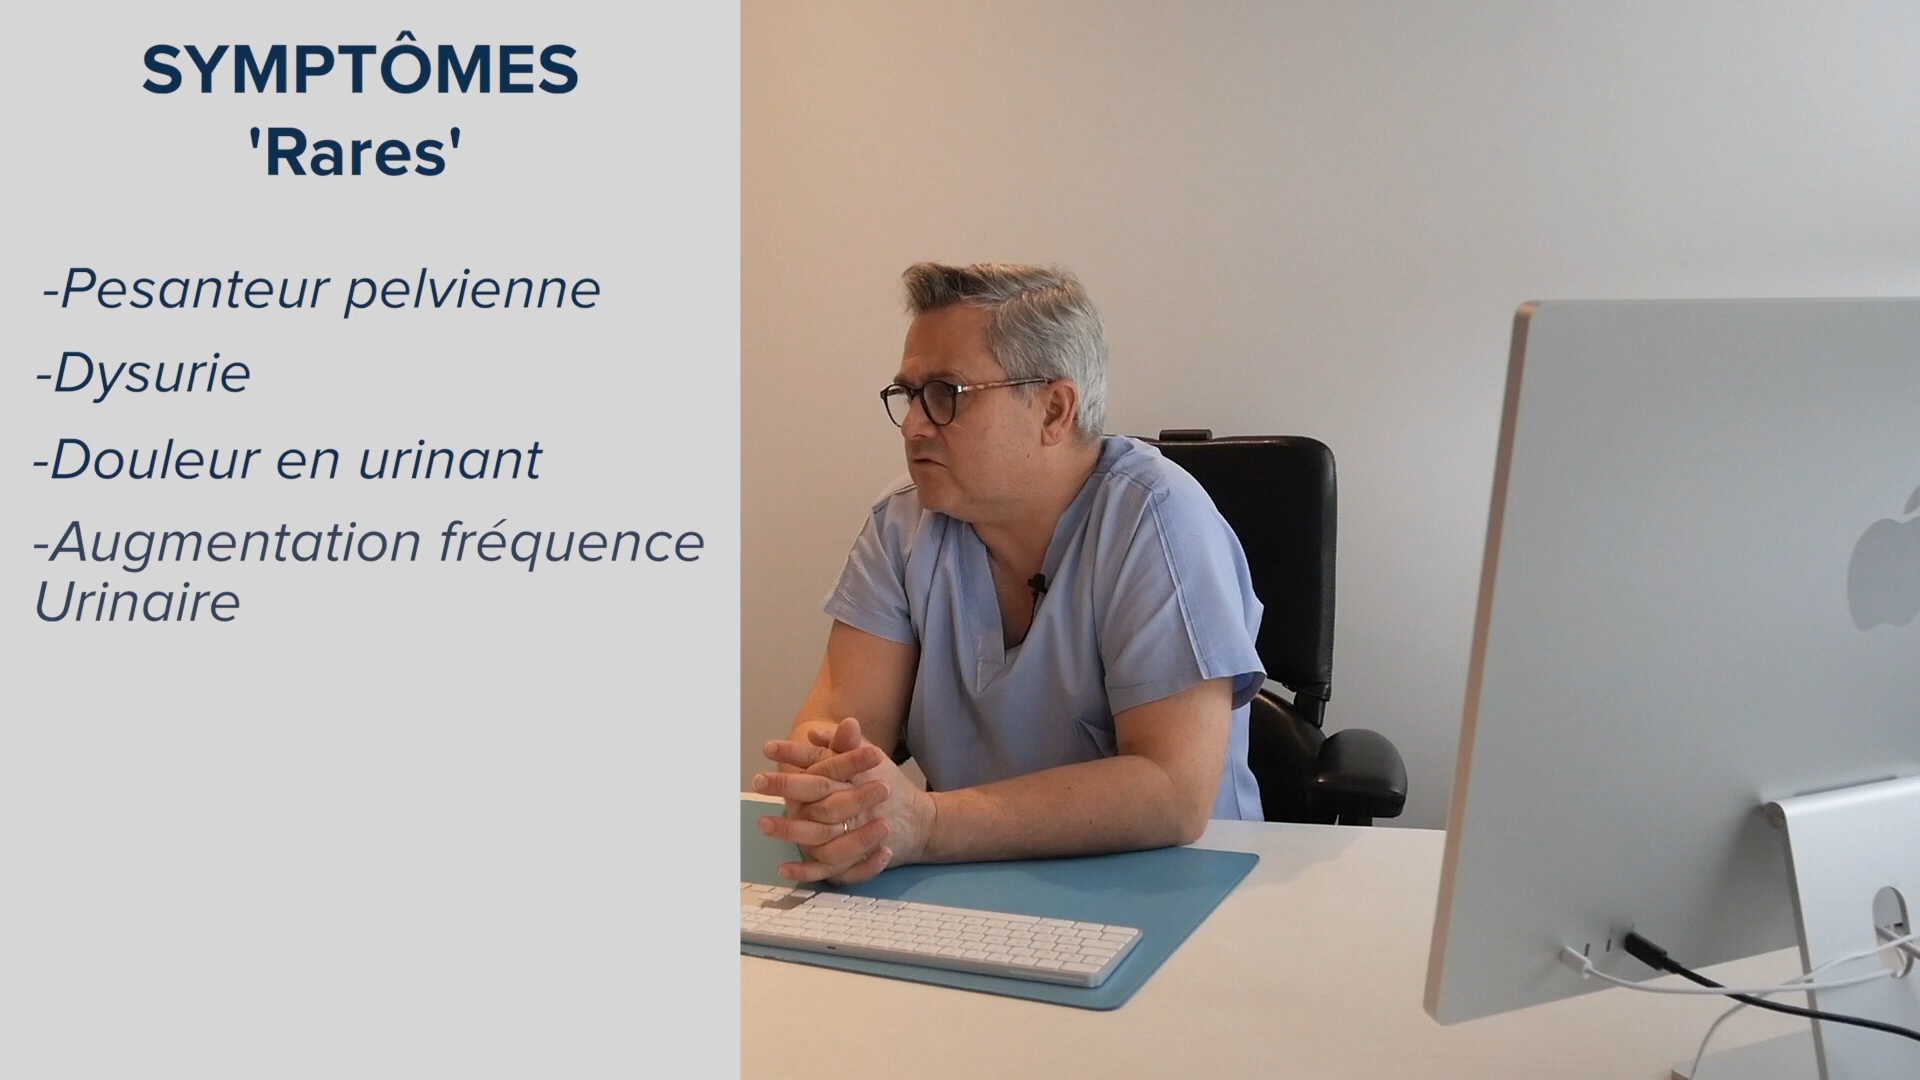 SYMPTÔMES
'Rares'
-Pesanteur pelvienne
-Dysurie
-Douleur en urinant
-Augmentation fréquence
Urinaire